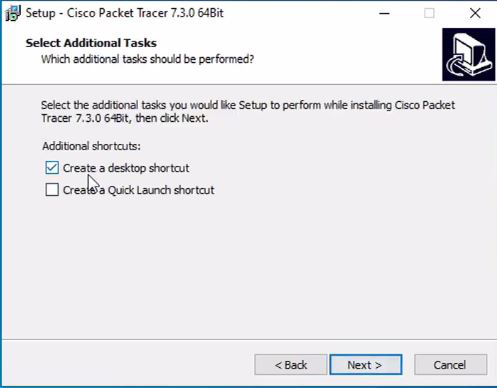 Setup - Cisco Packet Tracer 7.3.0 64Bit
Select Additional Tasks
Which additional tasks should be performed?
Select the additional tasks you would like Setup to perform while installing Cisco Packet
Tracer 7.3.0 64Bit, then click Next.
Additional shortcuts:
Create a desktop shortcut
Create a Quick Launch shortcut
< Back
Next >
Cancel